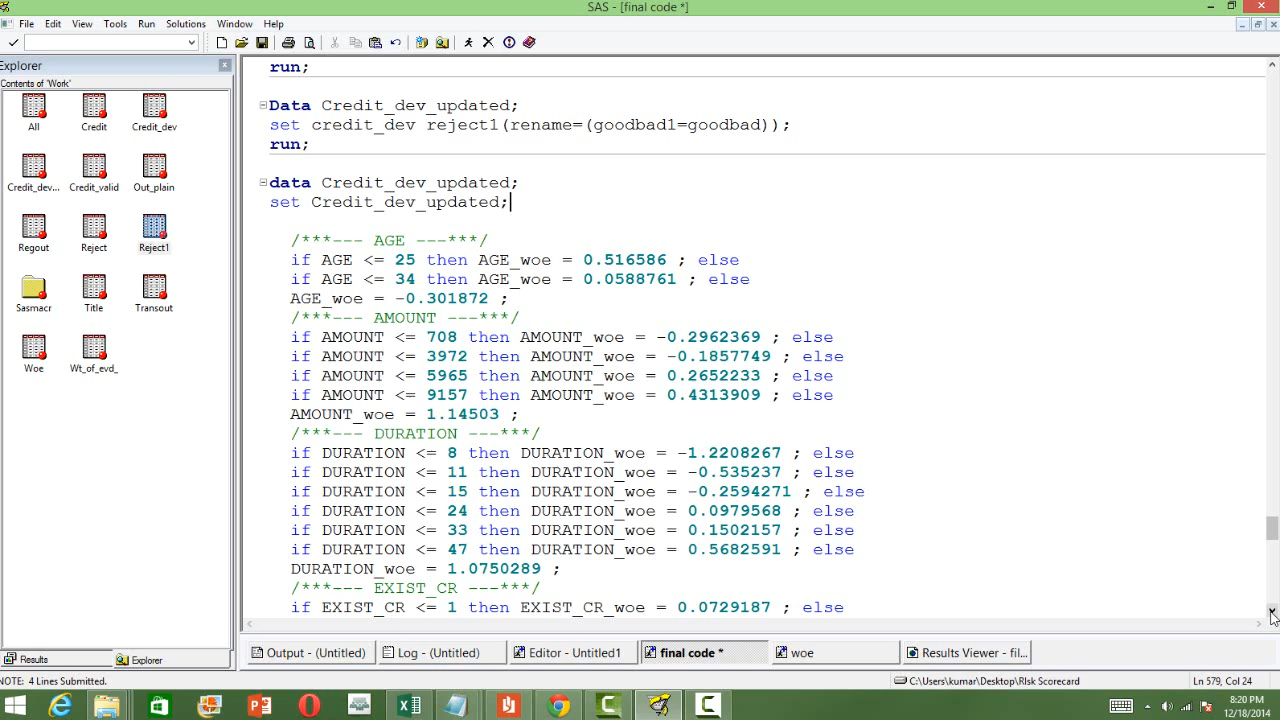 SAS - [final code *]
File Edit View Tools Run Solutions Window Help
Explorer
Contents of 'Work'
All Credit Credit_dev
Credit_dev... Credit_valid Out_plain
Regout Reject Reject1
Sasmacr Title Transout
Woe Wt_of_evd_
Results Explorer
run;
Data Credit_dev_updated;
set credit_dev reject1(rename=(goodbad1=goodbad));
run;
data Credit_dev_updated;
set Credit_dev_updated;
/***--- AGE ---***/
if AGE <= 25 then AGE_woe = 0.516586 ; else
if AGE <= 34 then AGE_woe = 0.0588761 ; else
AGE_woe = -0.301872 ;
/***--- AMOUNT ---***/
if AMOUNT <= 708 then AMOUNT_woe = -0.2962369 ; else
if AMOUNT <= 3972 then AMOUNT_woe = -0.1857749 ; else
if AMOUNT <= 5965 then AMOUNT_woe = 0.2652233 ; else
if AMOUNT <= 9157 then AMOUNT_woe = 0.4313909 ; else
AMOUNT_woe = 1.14503 ;
/***--- DURATION ---***/
if DURATION <= 8 then DURATION_woe = -1.2208267 ; else
if DURATION <= 11 then DURATION_woe = -0.535237 ; else
if DURATION <= 15 then DURATION_woe = -0.2594271 ; else
if DURATION <= 24 then DURATION_woe = 0.0979568 ; else
if DURATION <= 33 then DURATION_woe = 0.1502157 ; else
if DURATION <= 47 then DURATION_woe = 0.5682591 ; else
DURATION_woe = 1.0750289 ;
/***--- EXIST_CR ---***/
if EXIST_CR <= 1 then EXIST_CR_woe = 0.0729187 ; else
Output - (Untitled) Log - (Untitled) Editor - Untitled1 final code * woe Results Viewer - fil...
NOTE: 4 Lines Submitted. C:\Users\kumar\Desktop\RIsk Scorecard Ln 579, Col 24
8:20 PM
12/18/2014